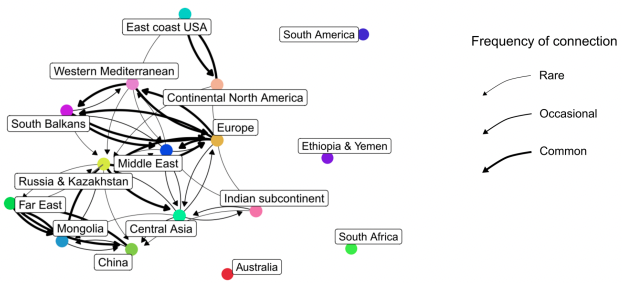 East coast USA
South America
Frequency of connection
Western Mediterranean
Rare
Continental North America
South Balkans
Occasional
Europe
Ethiopia & Yemen
Common
Middle East
Russia & Kazakhstan
Indian subcontinent
Far East
Mongolia
Central Asia
South Africa
China
Australia